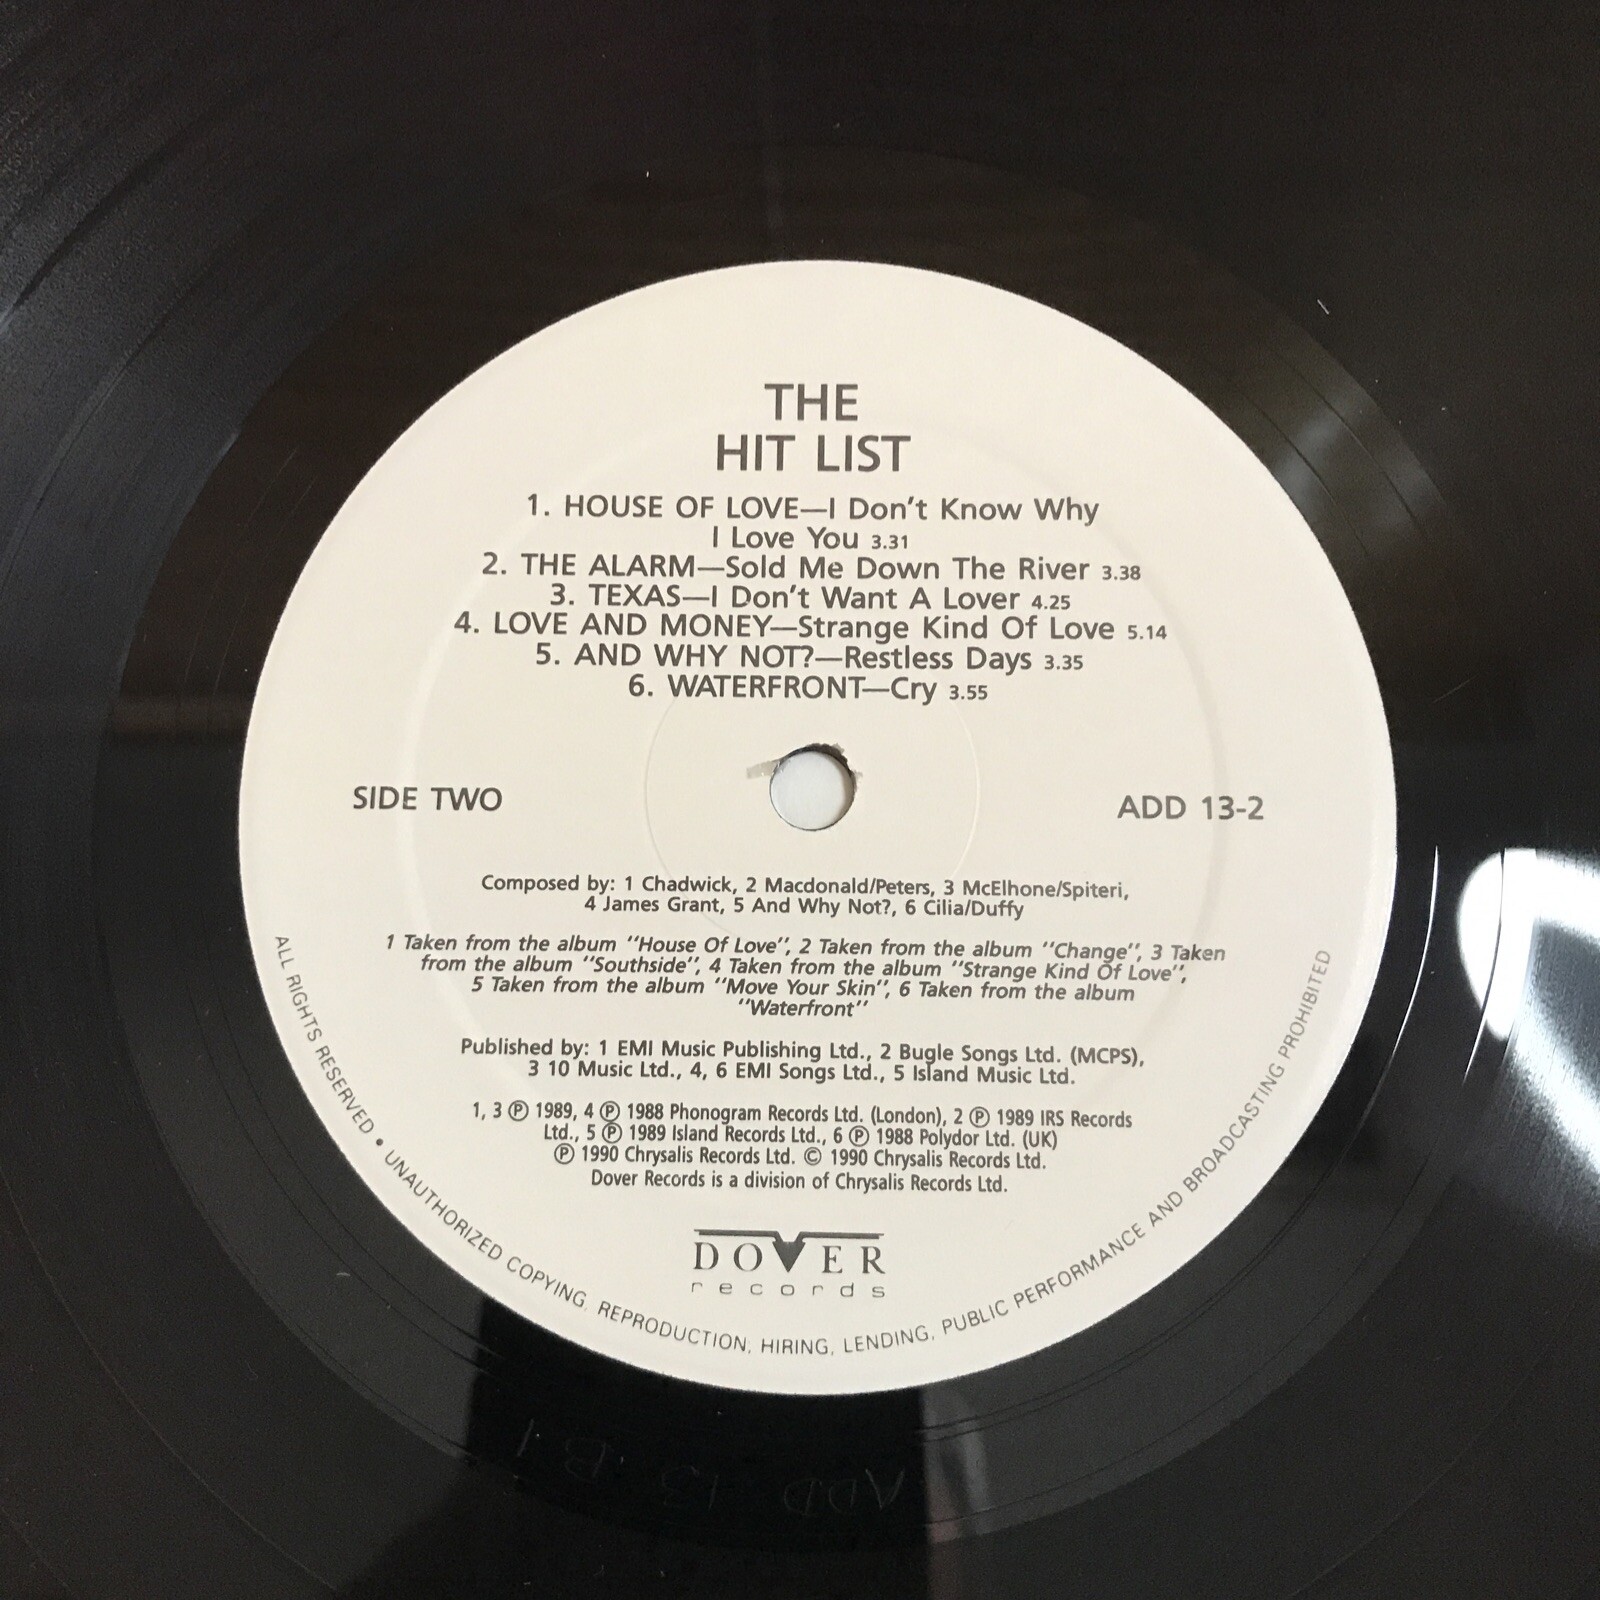 THE
HIT LIST
1. HOUSE OF LOVE—I Don't Know Why
I Love You 3.31
2. THE ALARM—Sold Me Down The River 3.38
3. TEXAS—I Don't Want A Lover 4.25
4. LOVE AND MONEY—Strange Kind Of Love 5.14
5. AND WHY NOT?—Restless Days 3.35
6. WATERFRONT—Cry 3.55
SIDE TWO
ADD 13-2
Composed by: 1 Chadwick, 2 Macdonald/Peters, 3 McElhone/Spiteri,
4 James Grant, 5 And Why Not?, 6 Cilia/Duffy
1 Taken from the album "House Of Love", 2 Taken from the album "Change", 3 Taken
from the album "Southside", 4 Taken from the album "Strange Kind Of Love",
5 Taken from the album "Move Your Skin", 6 Taken from the album
"Waterfront"
Published by: 1 EMI Music Publishing Ltd., 2 Bugle Songs Ltd. (MCPS),
3 10 Music Ltd., 4, 6 EMI Songs Ltd., 5 Island Music Ltd.
1, 3 ℗ 1989, 4 ℗ 1988 Phonogram Records Ltd. (London), 2 ℗ 1989 IRS Records
Ltd., 5 ℗ 1989 Island Records Ltd., 6 ℗ 1988 Polydor Ltd. (UK)
℗ 1990 Chrysalis Records Ltd. © 1990 Chrysalis Records Ltd.
Dover Records is a division of Chrysalis Records Ltd.
DOVER
records
ALL RIGHTS RESERVED • UNAUTHORIZED COPYING, REPRODUCTION, HIRING, LENDING, PUBLIC PERFORMANCE AND BROADCASTING PROHIBITED
ADD 13 B1